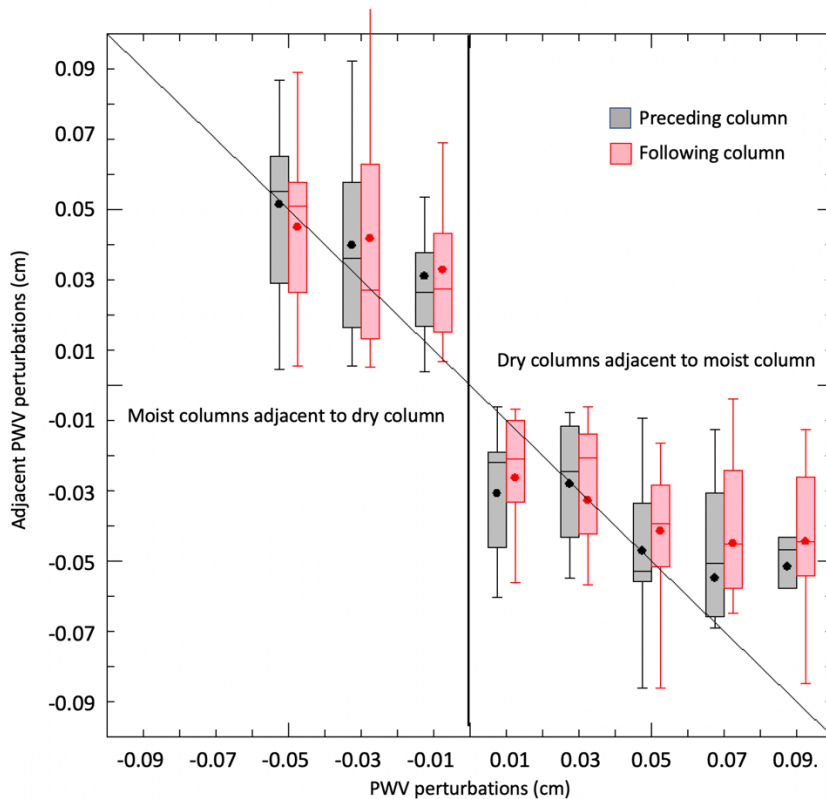 0.09
0.07
0.05
0.03
0.01
-0.01
-0.03
-0.05
-0.07
-0.09
Adjacent PWV perturbations (cm)
Preceding column
Following column
Dry columns adjacent to moist column
Moist columns adjacent to dry column
-0.09 -0.07 -0.05 -0.03 -0.01 0.01 0.03 0.05 0.07 0.09.
PWV perturbations (cm)